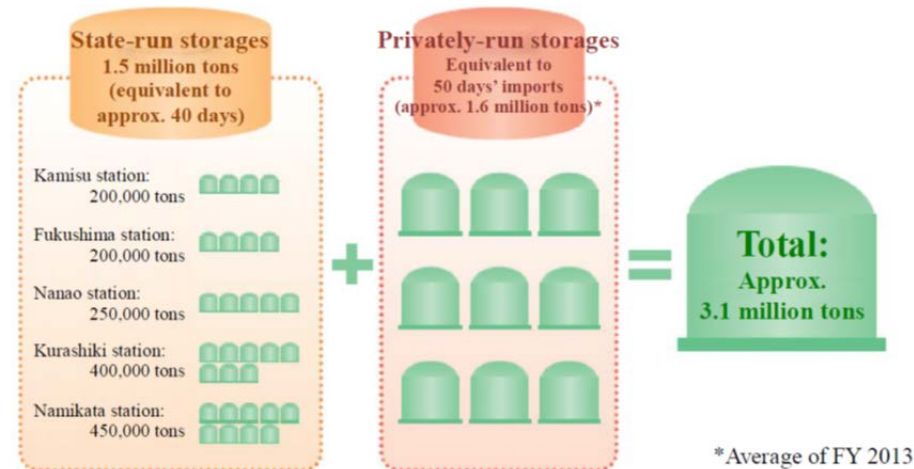 State-run storages
1.5 million tons
(equivalent to
approx. 40 days)
Kamisu station:
200,000 tons
Fukushima station:
200,000 tons
Nanao station:
250,000 tons
Kurashiki station:
400,000 tons
Namikata station:
450,000 tons
+
Privately-run storages
Equivalent to
50 days’ imports
(approx. 1.6 million tons)*
=
Total:
Approx.
3.1 million tons
*Average of FY 2013